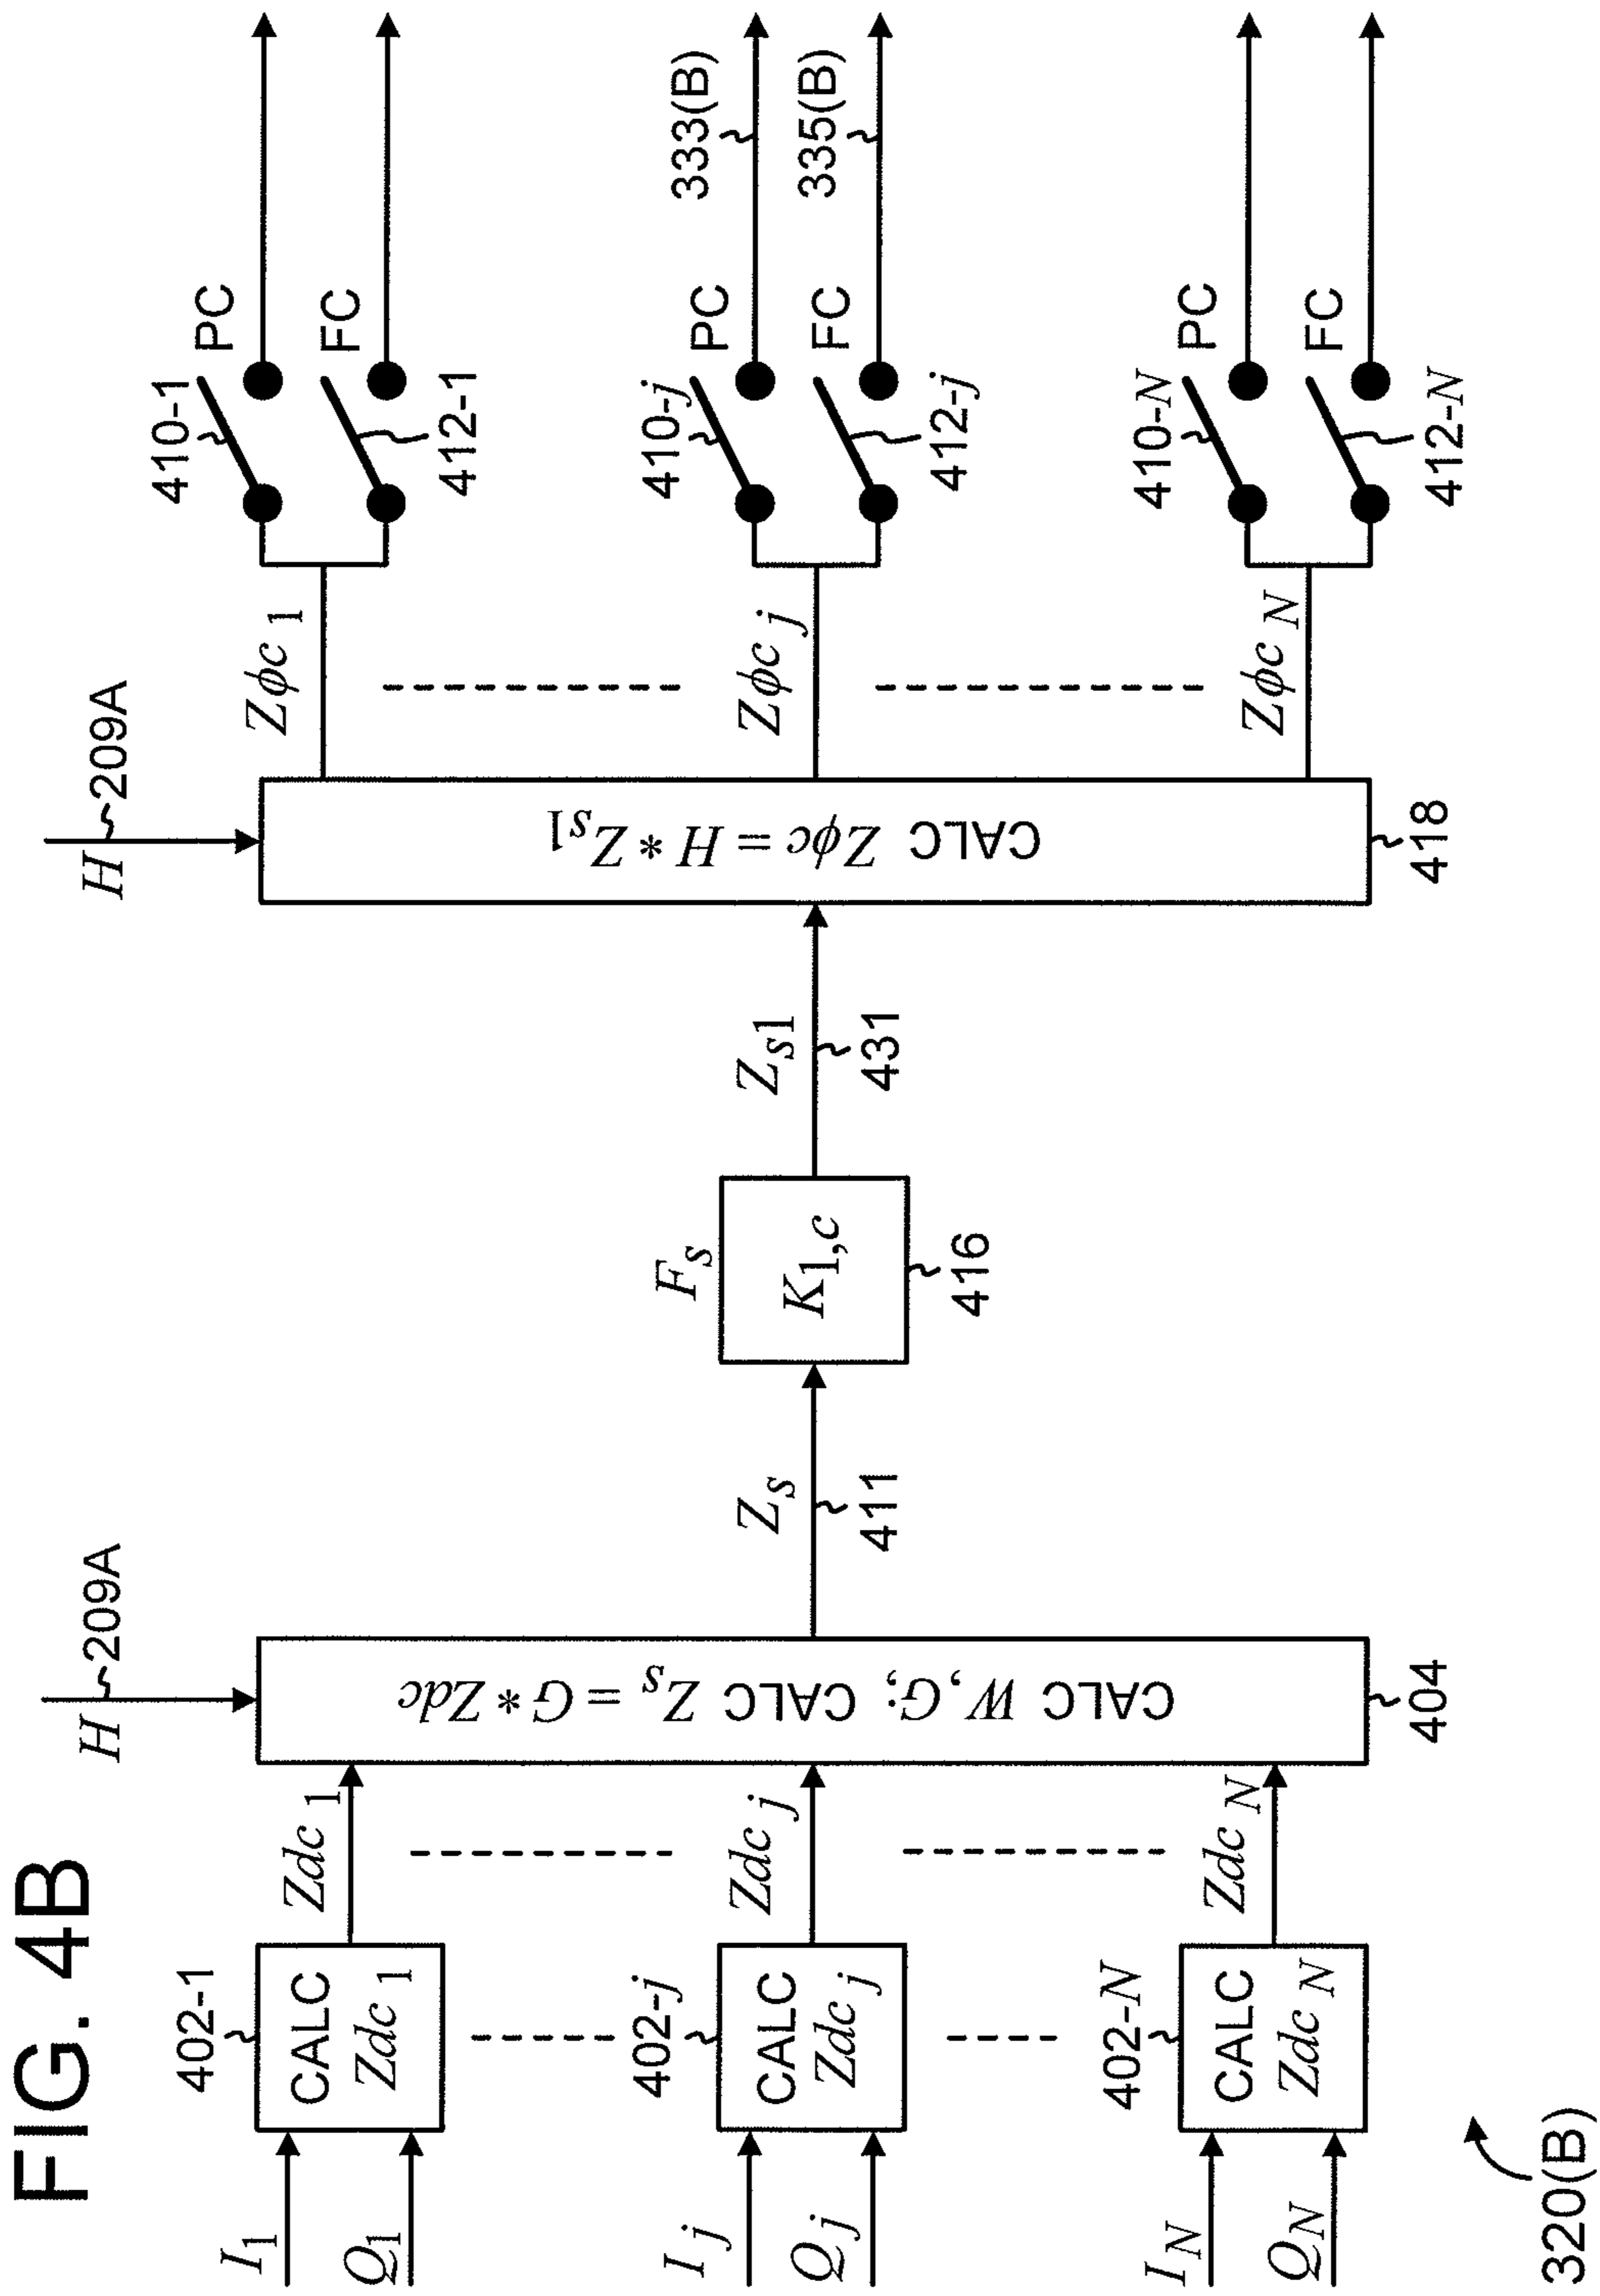 FIG. 4B
I1
Q1
402-1
CALC
Zdc 1
Zdc 1
Ij
Qj
402-j
CALC
Zdc j
Zdc j
IN
QN
402-N
CALC
Zdc N
Zdc N
H
209A
CALC W,G; CALC Zs = G * Zdc
404
Zs
411
Fs
K1,c
416
Zs1
431
H
209A
CALC Zϕc = H * Zs1
418
Zϕc 1
410-1
PC
412-1
FC
Zϕc j
410-j
PC
333(B)
412-j
FC
335(B)
Zϕc N
410-N
PC
412-N
FC
320(B)